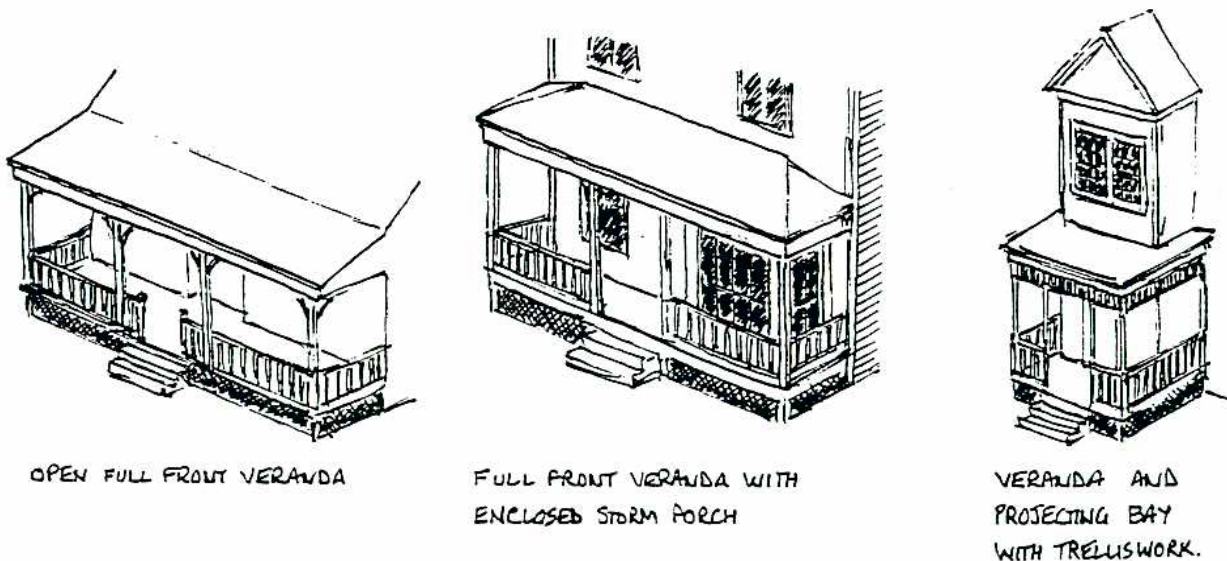 OPEN FULL FRONT VERANDA
FULL FRONT VERANDA WITH
ENCLOSED STORM PORCH
VERANDA AND
PROJECTING BAY
WITH TRELLISWORK.